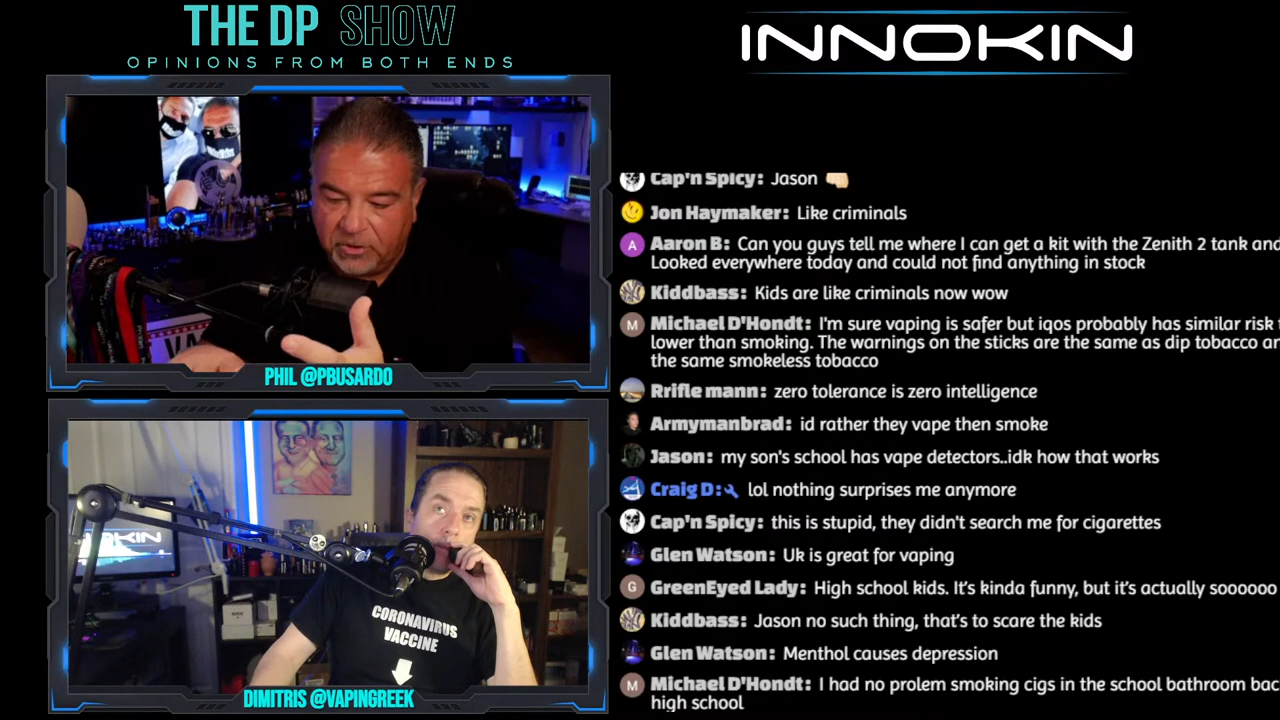 THE DP SHOW
OPINIONS FROM BOTH ENDS
INNOKIN
VA
PHIL @PBUSARDO
KIN
CORONAVIRUS
VACCINE
DIMITRIS @VAPINGREEK
Cap'n Spicy: Jason
Jon Haymaker: Like criminals
A
Aaron B: Can you guys tell me where I can get a kit with the Zenith 2 tank and
Looked everywhere today and could not find anything in stock
Kiddbass: Kids are like criminals now wow
M
Michael D'Hondt: I'm sure vaping is safer but iqos probably has similar risk
lower than smoking. The warnings on the sticks are the same as dip tobacco
the same smokeless tobacco
Rrifle mann: zero tolerance is zero intelligence
Armymanbrad: id rather they vape then smoke
Jason: my son's school has vape detectors..idk how that works
Craig D: lol nothing surprises me anymore
Cap'n Spicy: this is stupid, they didn't search me for cigarettes
Glen Watson: Uk is great for vaping
G
GreenEyed Lady: High school kids. It's kinda funny, but it's actually soooooo
Kiddbass: Jason no such thing, that's to scare the kids
Glen Watson: Menthol causes depression
M
Michael D'Hondt: I had no prolem smoking cigs in the school bathroom bac
high school